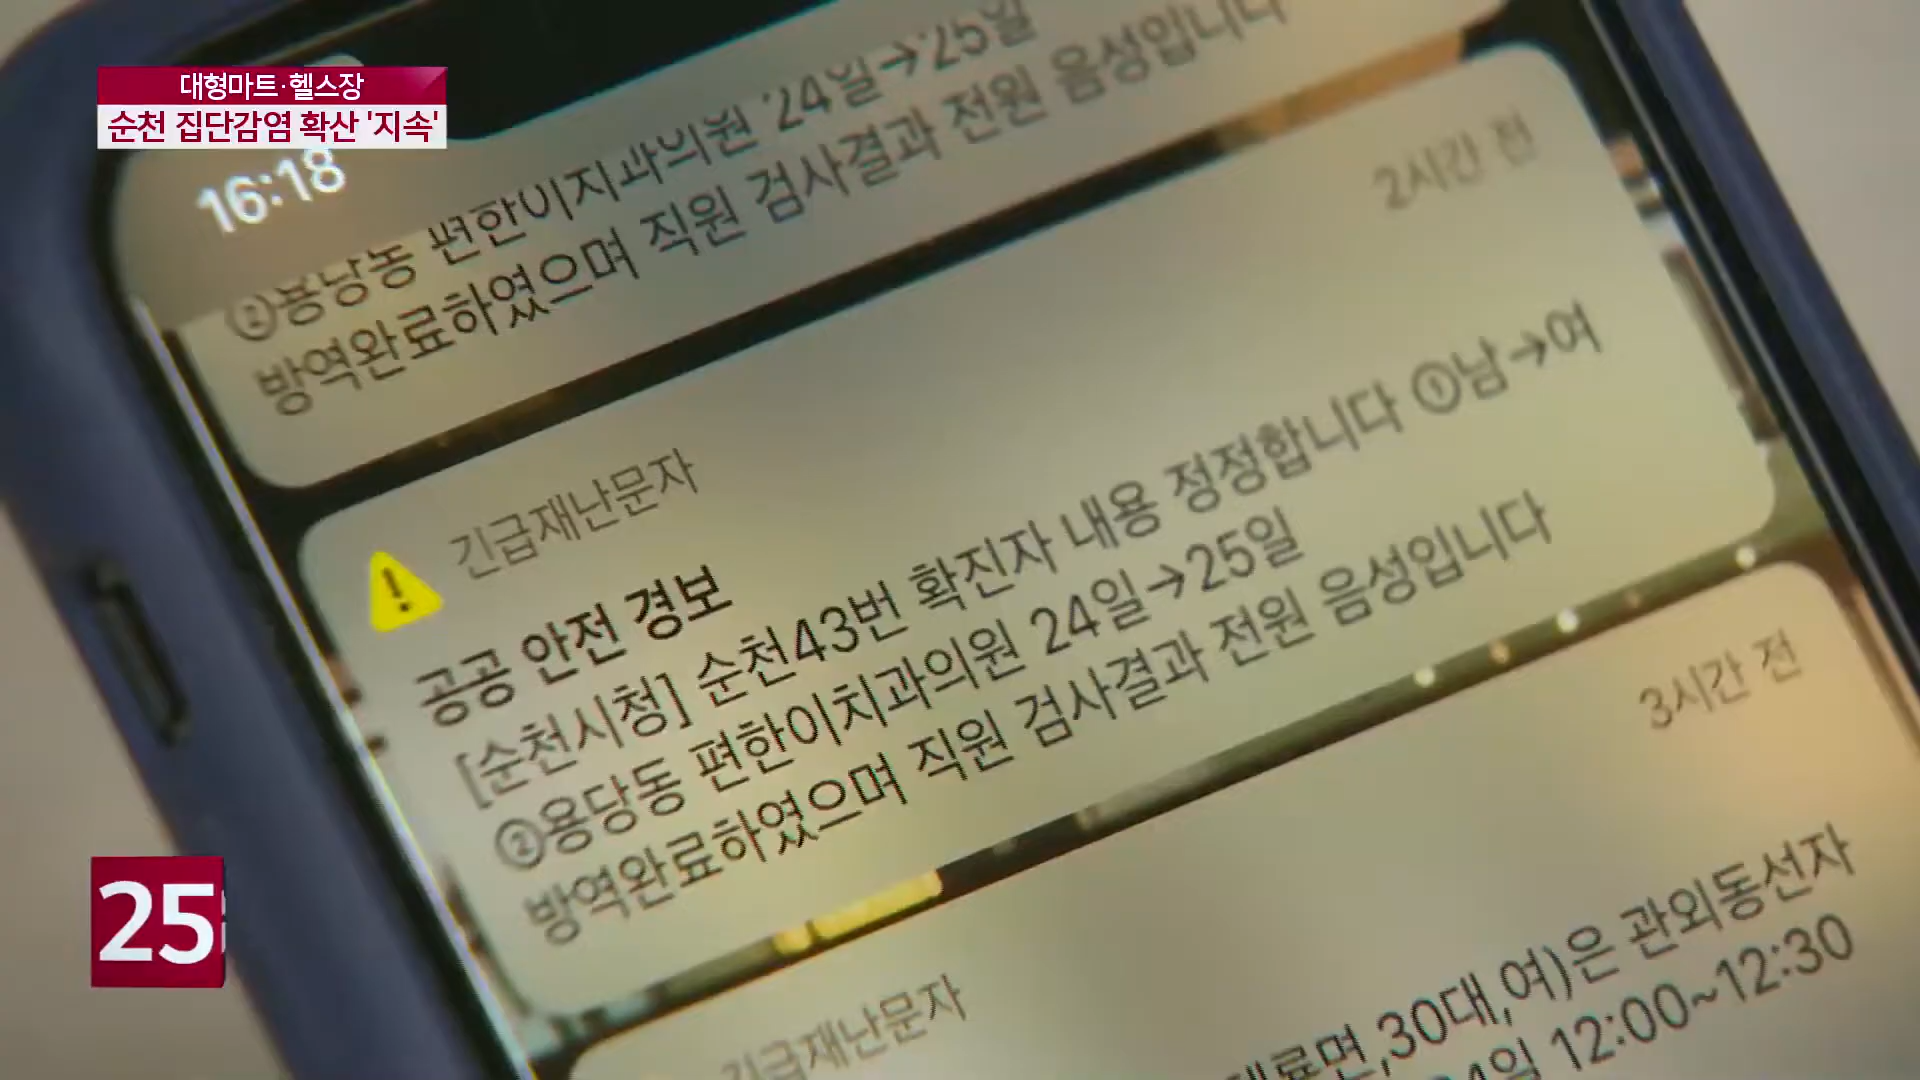 대형마트·헬스장
순천 집단감염 확산 '지속'
16:18
②용당동 편한이치과의원 24일→25일
방역완료하였으며 직원 검사결과 전원 음성입니다
2시간 전
긴급재난문자
공공 안전 경보
[순천시청] 순천43번 확진자 내용 정정합니다 ①남→여
②용당동 편한이치과의원 24일→25일
방역완료하였으며 직원 검사결과 전원 음성입니다
3시간 전
긴급재난문자
,30대,여)은 관외동선자
12:00~12:30
25